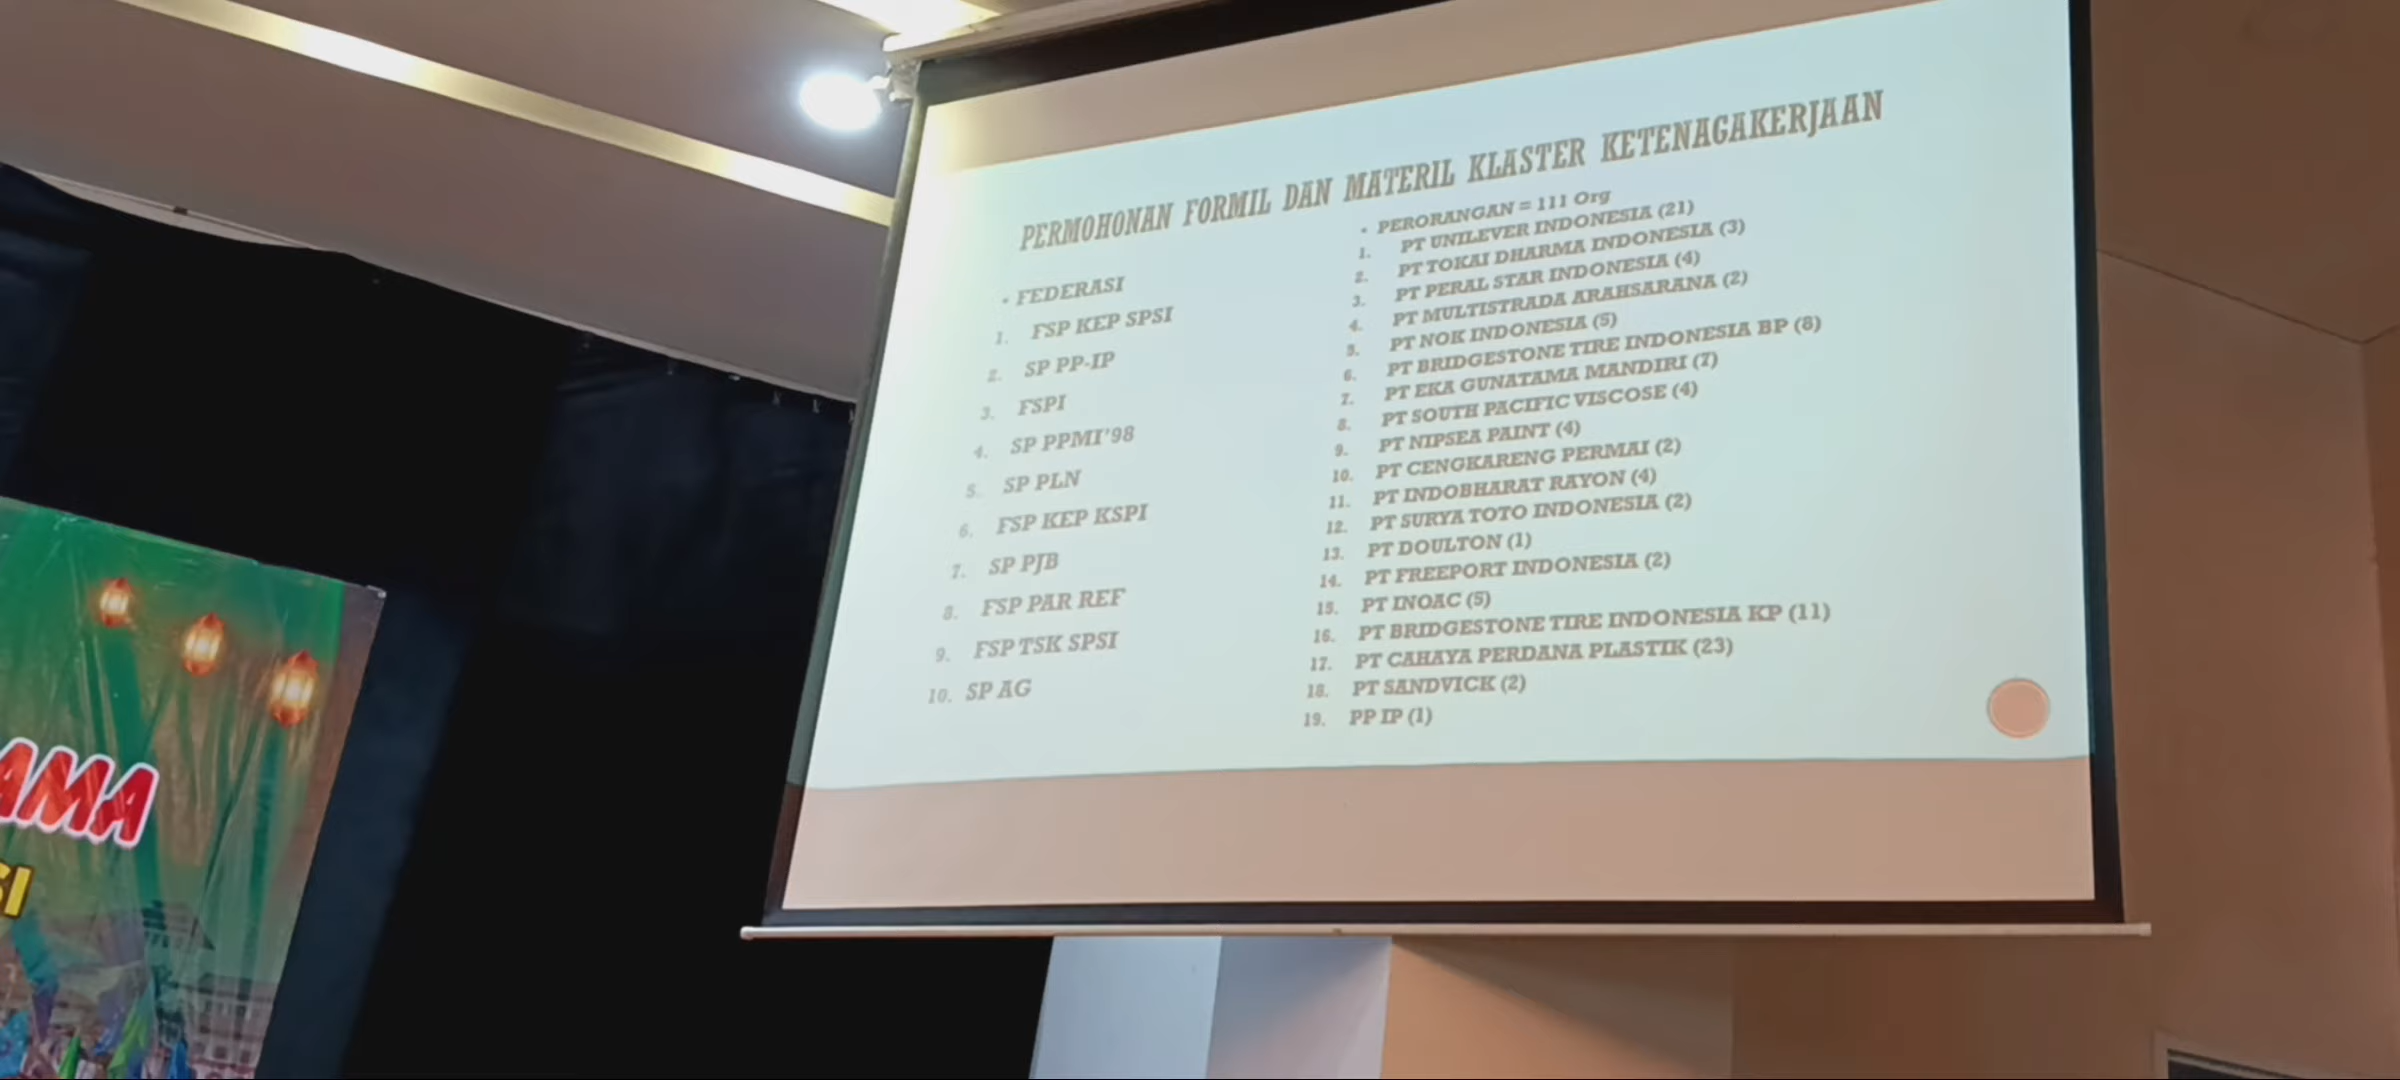 PERMOHONAN FORMIL DAN MATERIL KLASTER KETENAGAKERJAAN
• FEDERASI
1. FSP KEP SPSI
2. SP PP-IP
3. FSPI
4. SP PPMI'98
5. SP PLN
6. FSP KEP KSPI
7. SP PJB
8. FSP PAR REF
9. FSP TSK SPSI
10. SP AG
• PERORANGAN = 111 Org
1. PT UNILEVER INDONESIA (21)
2. PT TOKAI DHARMA INDONESIA (3)
3. PT PERAL STAR INDONESIA (4)
4. PT MULTISTRADA ARAHSARANA (2)
5. PT NOK INDONESIA (5)
6. PT BRIDGESTONE TIRE INDONESIA BP (8)
7. PT EKA GUNATAMA MANDIRI (7)
8. PT SOUTH PACIFIC VISCOSE (4)
9. PT NIPSEA PAINT (4)
10. PT CENGKARENG PERMAI (2)
11. PT INDOBHARAT RAYON (4)
12. PT SURYA TOTO INDONESIA (2)
13. PT DOULTON (1)
14. PT FREEPORT INDONESIA (2)
15. PT INOAC (5)
16. PT BRIDGESTONE TIRE INDONESIA KP (11)
17. PT CAHAYA PERDANA PLASTIK (23)
18. PT SANDVICK (2)
19. PP IP (1)
AMA
SI